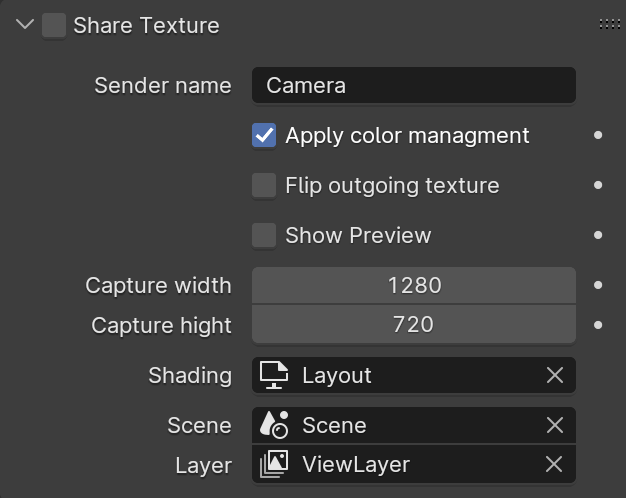 Share Texture
Sender name Camera
Apply color managment
Flip outgoing texture
Show Preview
Capture width 1280
Capture hight 720
Shading Layout
Scene Scene
Layer ViewLayer